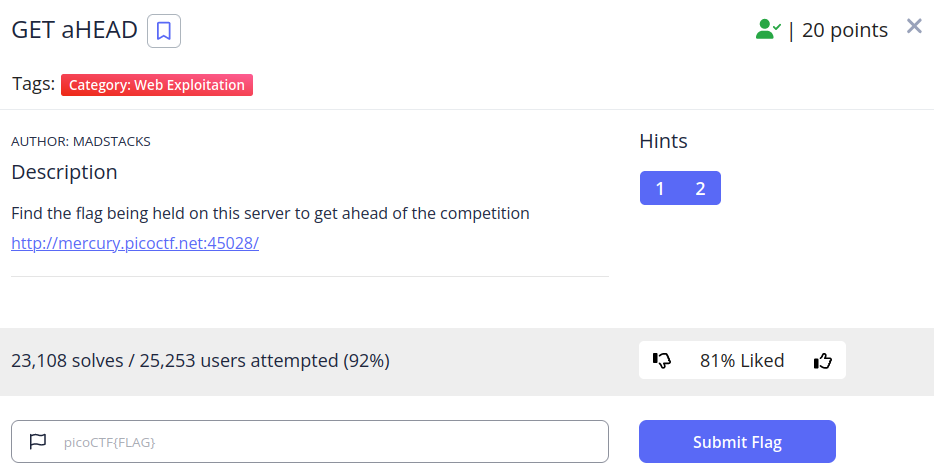 GET aHEAD
| 20 points
Tags: Category: Web Exploitation
AUTHOR: MADSTACKS
Description
Find the flag being held on this server to get ahead of the competition
http://mercury.picoctf.net:45028/
Hints
1 2
23,108 solves / 25,253 users attempted (92%)
81% Liked
picoCTF{FLAG}
Submit Flag